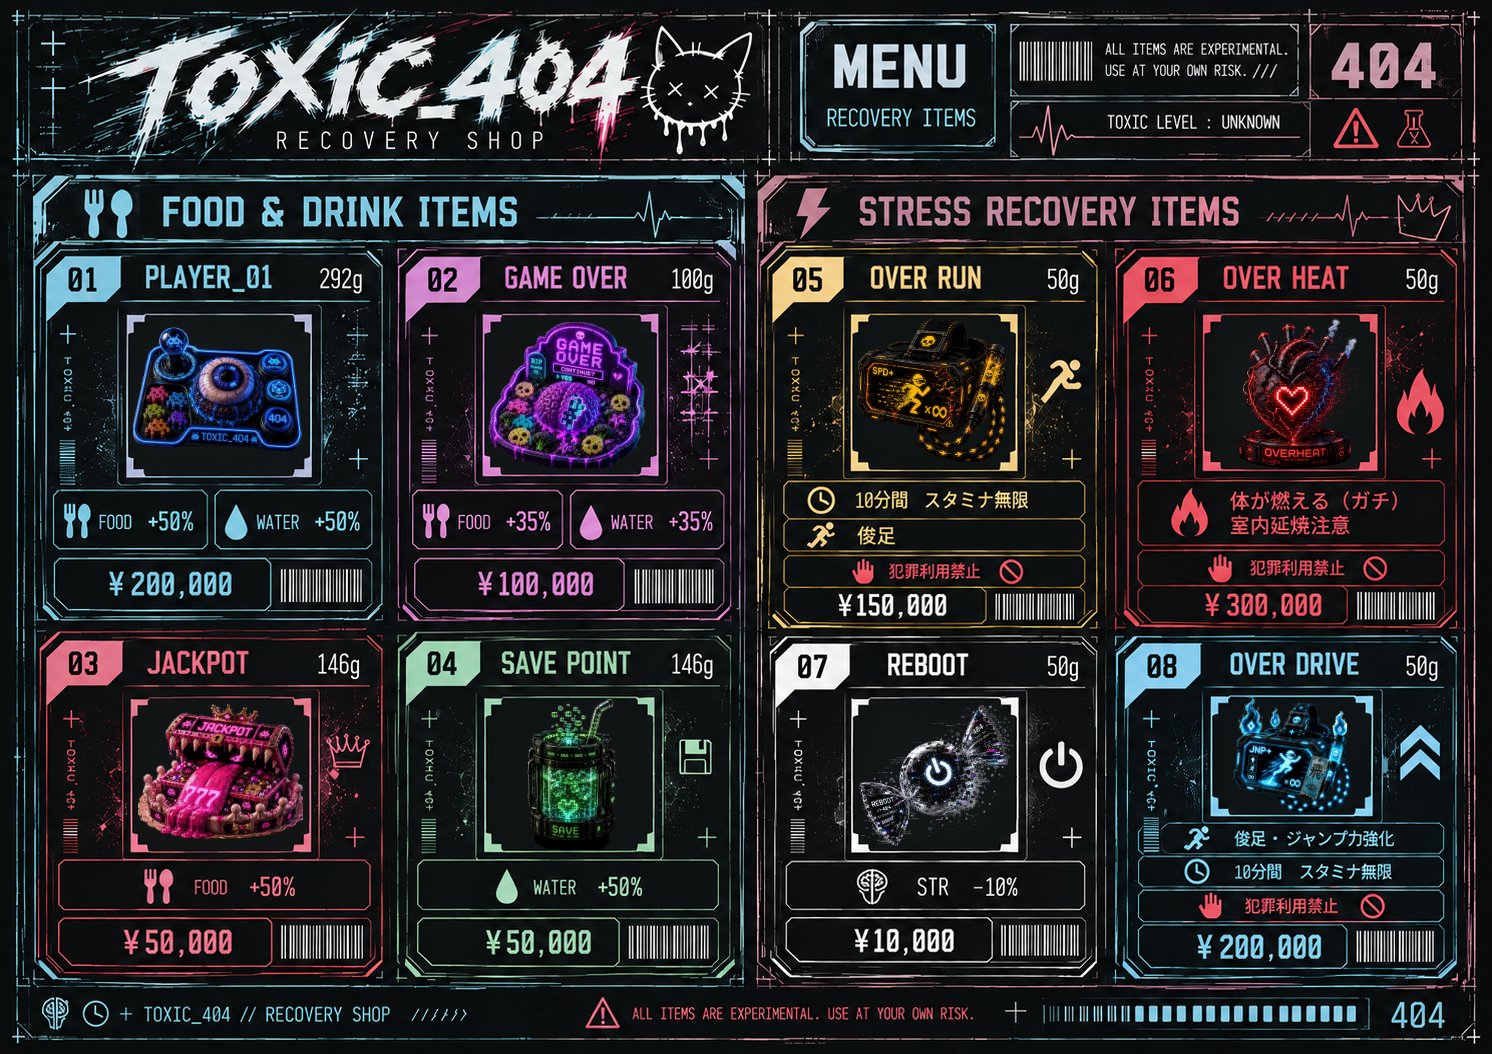 TOXIC_404
RECOVERY SHOP
MENU
RECOVERY ITEMS
ALL ITEMS ARE EXPERIMENTAL.
USE AT YOUR OWN RISK. ///
TOXIC LEVEL : UNKNOWN
404
FOOD & DRINK ITEMS
01 PLAYER_01 292g
404
TOXIC_404
FOOD +50% WATER +50%
¥200,000
02 GAME OVER 100g
GAME
OVER
CONTINUE?
YES NO
RIP
FOOD +35% WATER +35%
¥100,000
03 JACKPOT 146g
JACKPOT
777
FOOD +50%
¥50,000
04 SAVE POINT 146g
SAVE
WATER +50%
¥50,000
STRESS RECOVERY ITEMS
05 OVER RUN 50g
SPD+
×∞
10分間 スタミナ無限
俊足
犯罪利用禁止
¥150,000
06 OVER HEAT 50g
OVERHEAT
体が燃える（ガチ）
室内延焼注意
犯罪利用禁止
¥300,000
07 REBOOT 50g
REBOOT
STR -10%
¥10,000
08 OVER DRIVE 50g
JNP+
×∞
TOXIC_404
俊足・ジャンプ力強化
10分間 スタミナ無限
犯罪利用禁止
¥200,000
TOXIC_404 // RECOVERY SHOP //////>
ALL ITEMS ARE EXPERIMENTAL. USE AT YOUR OWN RISK.
404